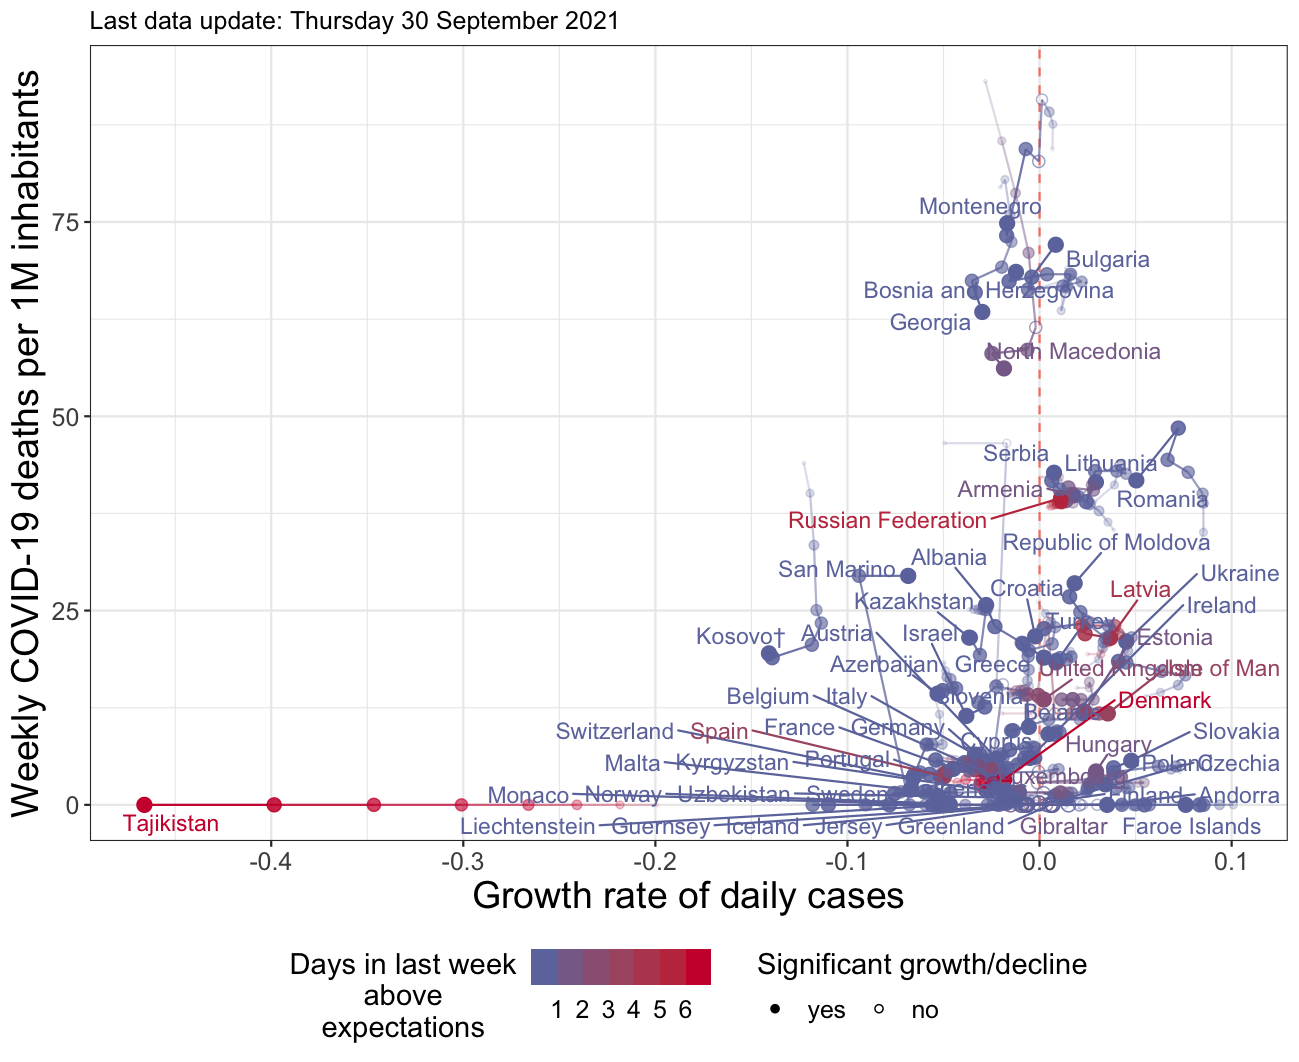 Last data update: Thursday 30 September 2021
Weekly COVID-19 deaths per 1M inhabitants
75
50
25
0
Montenegro
Bulgaria
Bosnia and Herzegovina
Georgia
North Macedonia
Serbia
Lithuania
Armenia
Romania
Russian Federation
Republic of Moldova
Albania
San Marino
Ukraine
Croatia
Latvia
Kazakhstan
Ireland
Turkey
Kosovo†
Austria
Israel
Estonia
Azerbaijan
Greece
United Kingdom
Isle of Man
Belgium
Italy
Slovenia
Denmark
Switzerland
Spain
France
Germany
Slovakia
Cyprus
Hungary
Malta
Kyrgyzstan
Portugal
Poland
Czechia
Luxembourg
Monaco
Norway
Uzbekistan
Sweden
Finland
Andorra
Tajikistan
Liechtenstein
Guernsey
Iceland
Jersey
Greenland
Gibraltar
Faroe Islands
-0.4
-0.3
-0.2
-0.1
0.0
0.1
Growth rate of daily cases
Days in last week
above
expectations
1 2 3 4 5 6
Significant growth/decline
yes
no